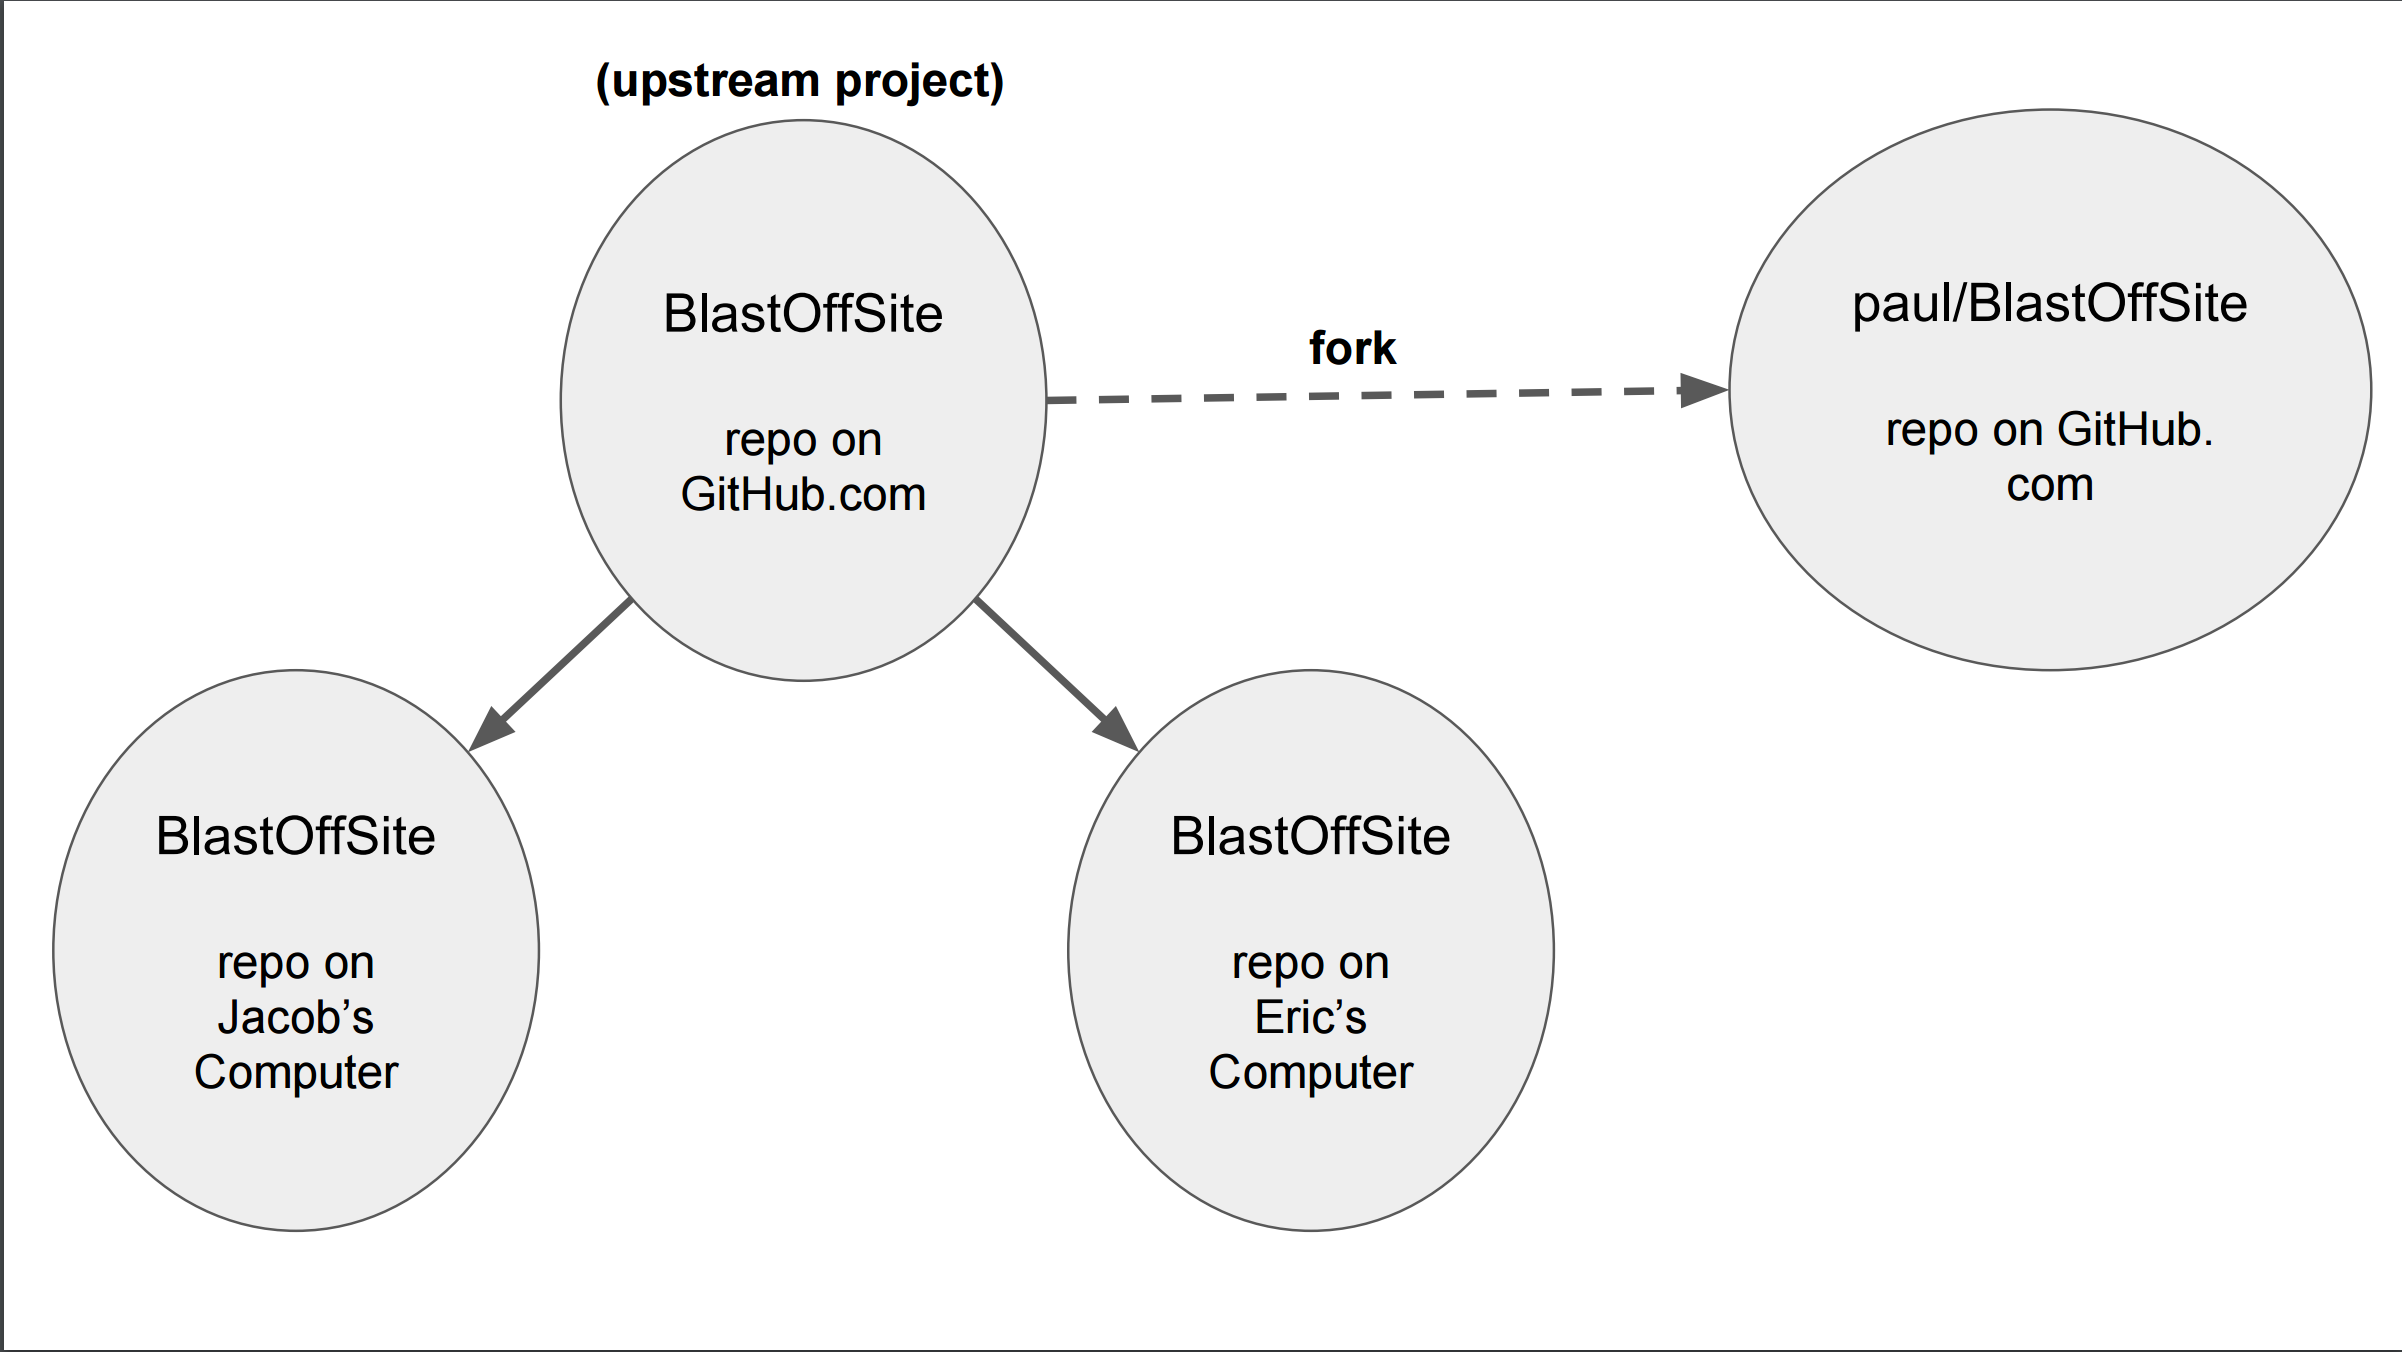 (upstream project)
BlastOffSite
repo on
GitHub.com
fork
paul/BlastOffSite
repo on GitHub.
com
BlastOffSite
repo on
Jacob’s
Computer
BlastOffSite
repo on
Eric’s
Computer